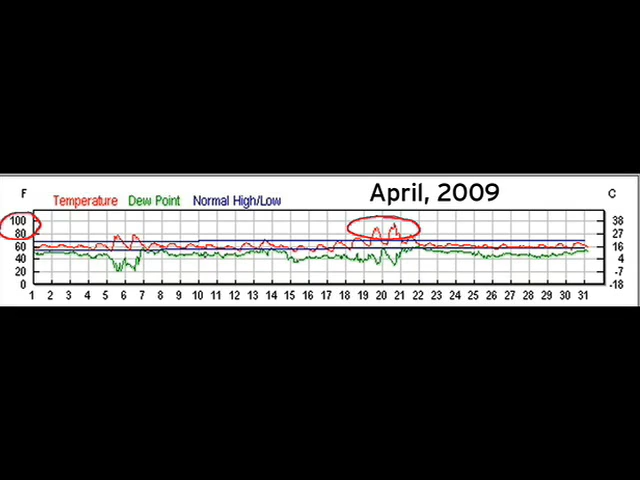 April, 2009
F Temperature Dew Point Normal High/Low C
100 38
80 27
60 16
40 4
20 -7
0 -18
1 2 3 4 5 7 8 9 10 11 12 13 14 15 16 17 18 19 20 21 22 23 24 25 26 27 28 29 30 31